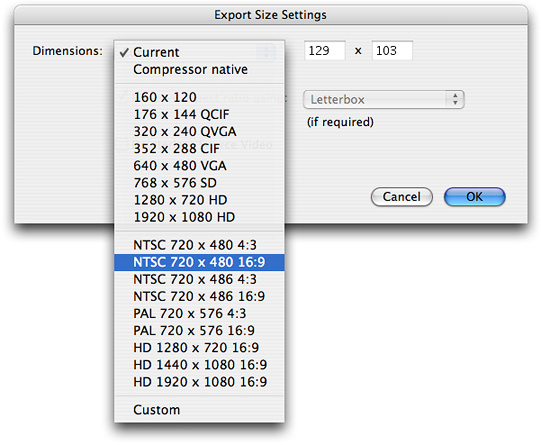 Export Size Settings
Dimensions:
✓ Current
129 x 103
Compressor native
160 x 120
Letterbox
176 x 144 QCIF
(if required)
320 x 240 QVGA
352 x 288 CIF
640 x 480 VGA
768 x 576 SD
1280 x 720 HD
Cancel
OK
1920 x 1080 HD
NTSC 720 x 480 4:3
NTSC 720 x 480 16:9
NTSC 720 x 486 4:3
NTSC 720 x 486 16:9
PAL 720 x 576 4:3
PAL 720 x 576 16:9
HD 1280 x 720 16:9
HD 1440 x 1080 16:9
HD 1920 x 1080 16:9
Custom